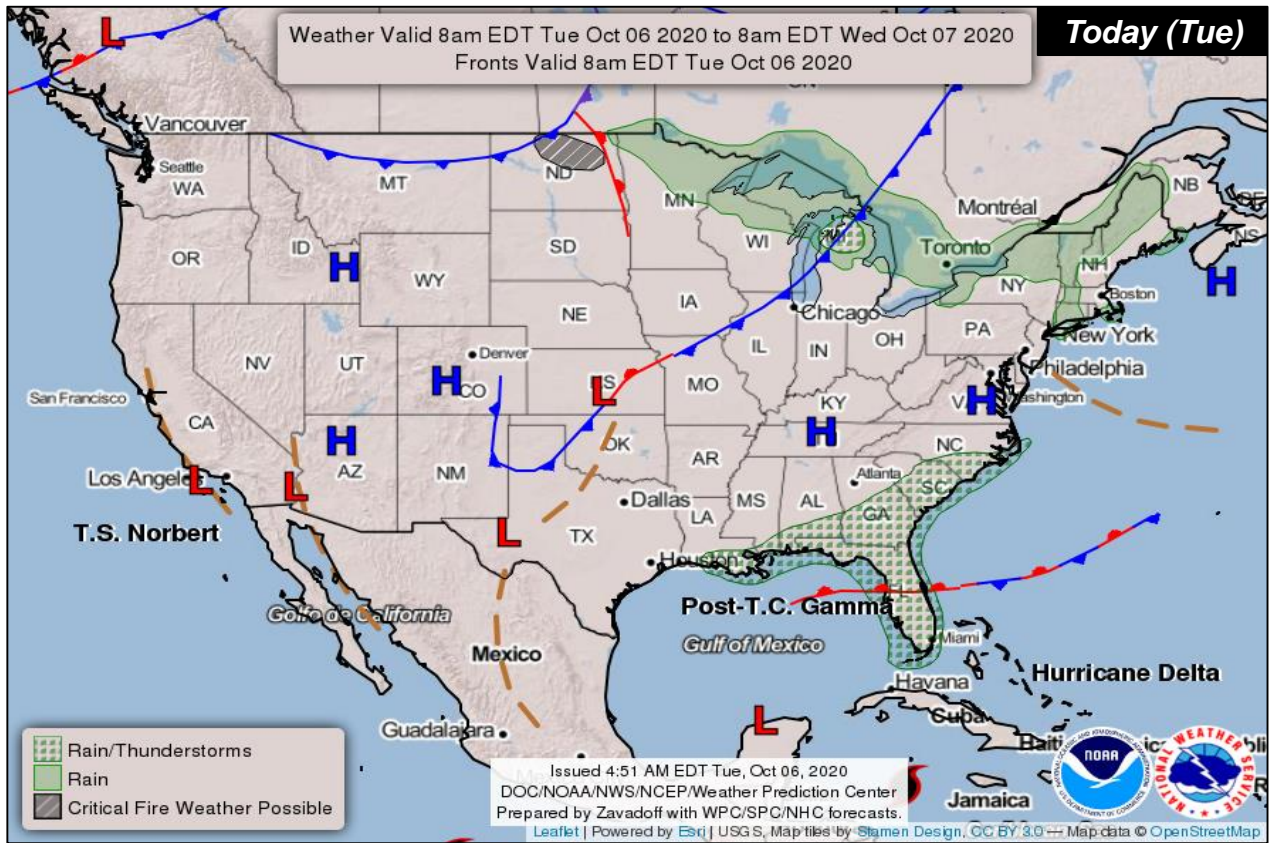 Weather Valid 8am EDT Tue Oct 06 2020 to 8am EDT Wed Oct 07 2020
Fronts Valid 8am EDT Tue Oct 06 2020
Today (Tue)
L
Vancouver
Seattle
WA
MT
ND
MN
Montréal
NB
NS
OR
ID
H
WY
SD
WI
Toronto
NH
Boston
H
NE
IA
Chicago
NY
New York
NV
UT
Denver
CO
H
IL
IN
OH
PA
Philadelphia
Washington
San Francisco
CA
H
AZ
NM
L
OK
MO
KY
H
H
NC
Los Angeles
L
L
AR
Atlanta
SC
T.S. Norbert
L
TX
Dallas
LA
MS
AL
GA
Houston
Post-T.C. Gamma
FL
Golfo de California
Mexico
Gulf of Mexico
Miami
Hurricane Delta
Havana
Cuba
Guadalajara
L
Jamaica
NOAA
NATIONAL WEATHER SERVICE
Rain/Thunderstorms
Rain
Critical Fire Weather Possible
Issued 4:51 AM EDT Tue, Oct 06, 2020
DOC/NOAA/NWS/NCEP/Weather Prediction Center
Prepared by Zavadoff with WPC/SPC/NHC forecasts.
Leaflet | Powered by Esri | USGS, Map tiles by Stamen Design, CC BY 3.0 — Map data © OpenStreetMap